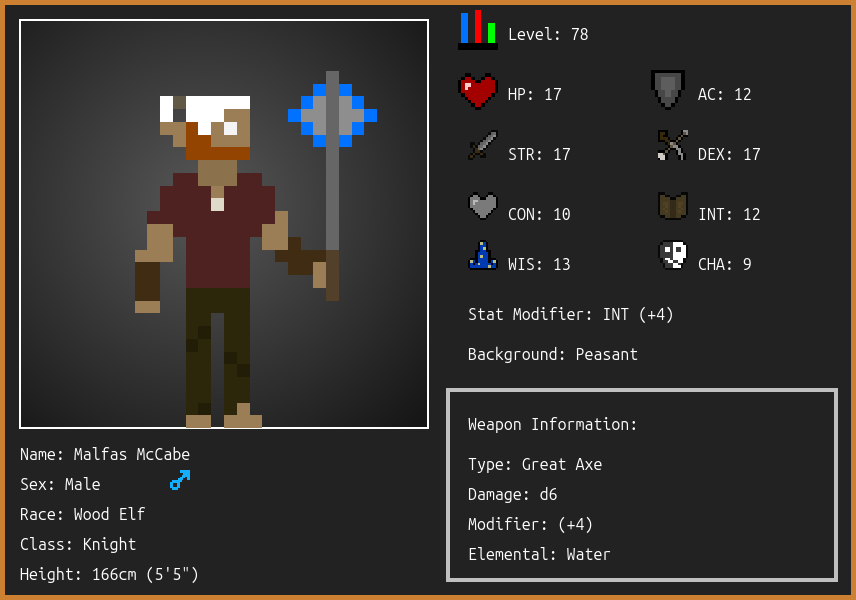 Level: 78
HP: 17
AC: 12
STR: 17
DEX: 17
CON: 10
INT: 12
WIS: 13
CHA: 9
Stat Modifier: INT (+4)
Background: Peasant
Weapon Information:
Type: Great Axe
Damage: d6
Modifier: (+4)
Elemental: Water
Name: Malfas McCabe
Sex: Male
Race: Wood Elf
Class: Knight
Height: 166cm (5'5")